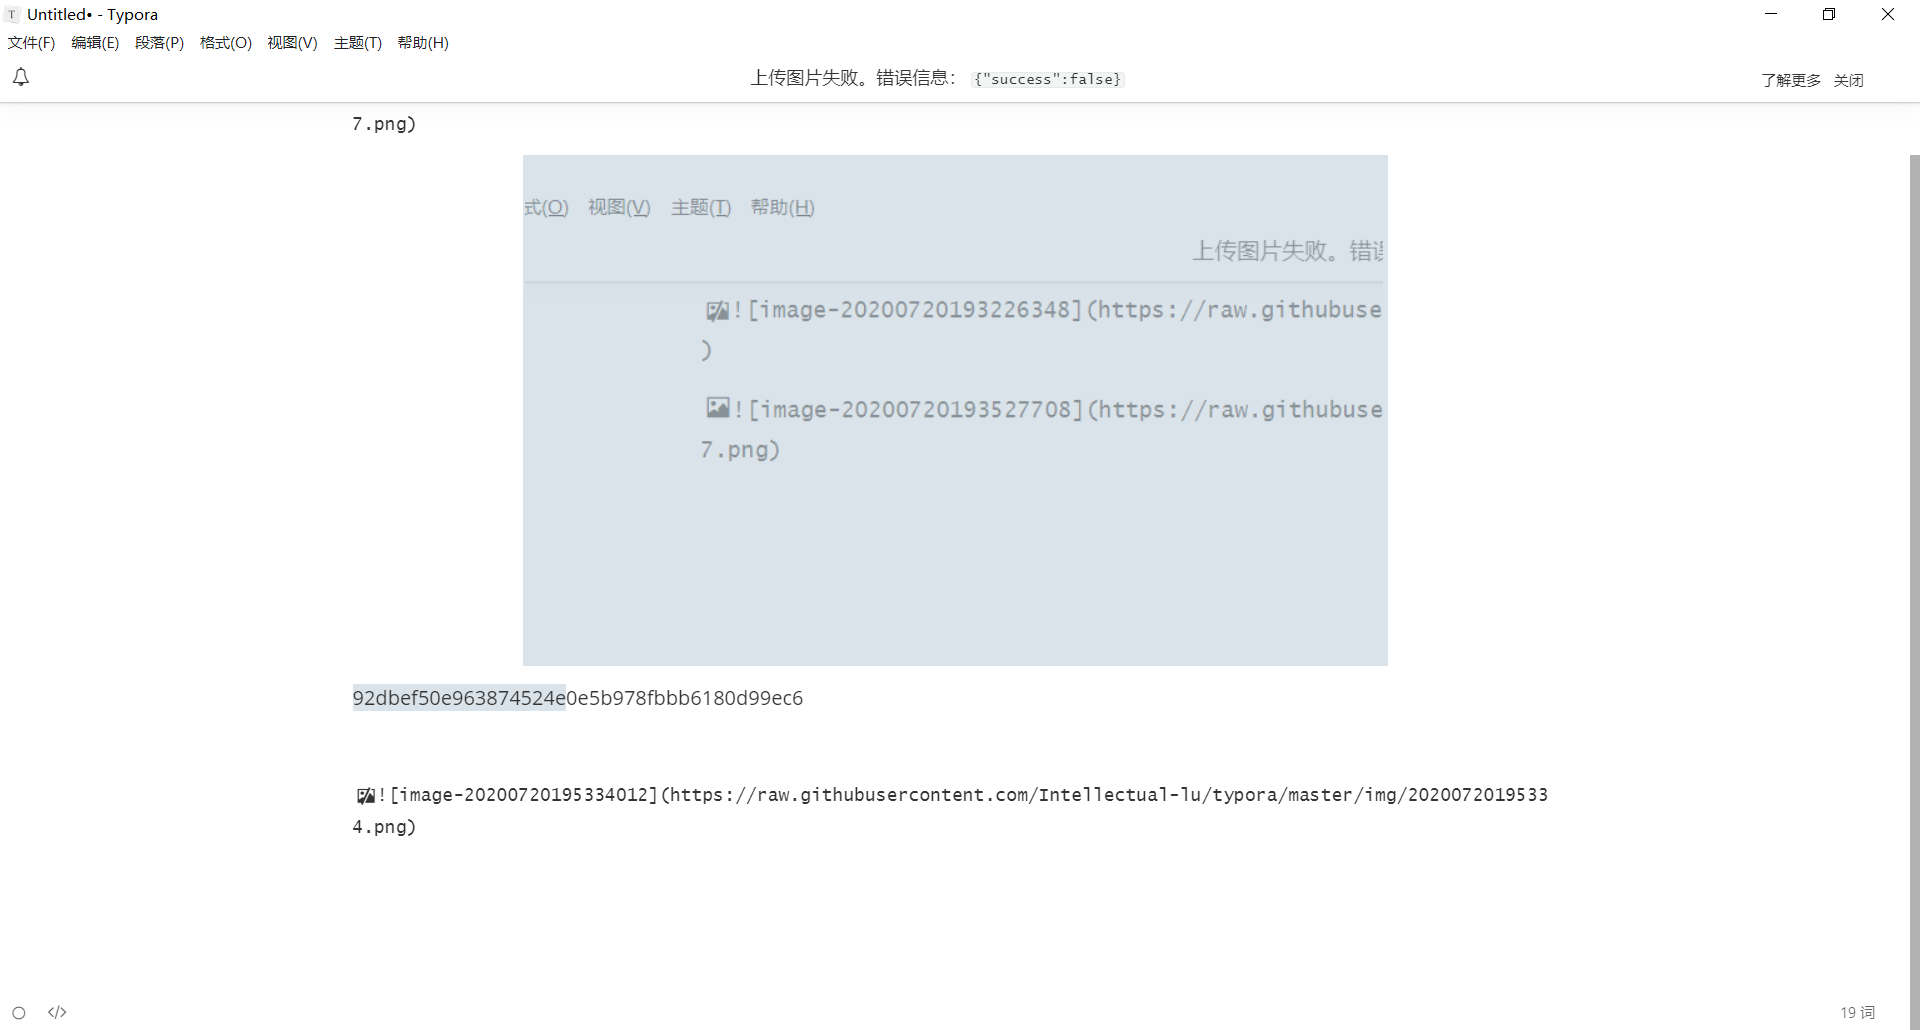 Untitled• - Typora
文件(F) 编辑(E) 段落(P) 格式(O) 视图(V) 主题(T) 帮助(H)
上传图片失败。错误信息： {"success":false}
了解更多 关闭
7.png)
式(O) 视图(V) 主题(T) 帮助(H)
上传图片失败。错误
![image-20200720193226348](https://raw.githubuse
)
![image-20200720193527708](https://raw.githubuse
7.png)
92dbef50e963874524e0e5b978fbbb6180d99ec6
![image-20200720195334012](https://raw.githubusercontent.com/Intellectual-lu/typora/master/img/2020072019533
4.png)
</> 19 词